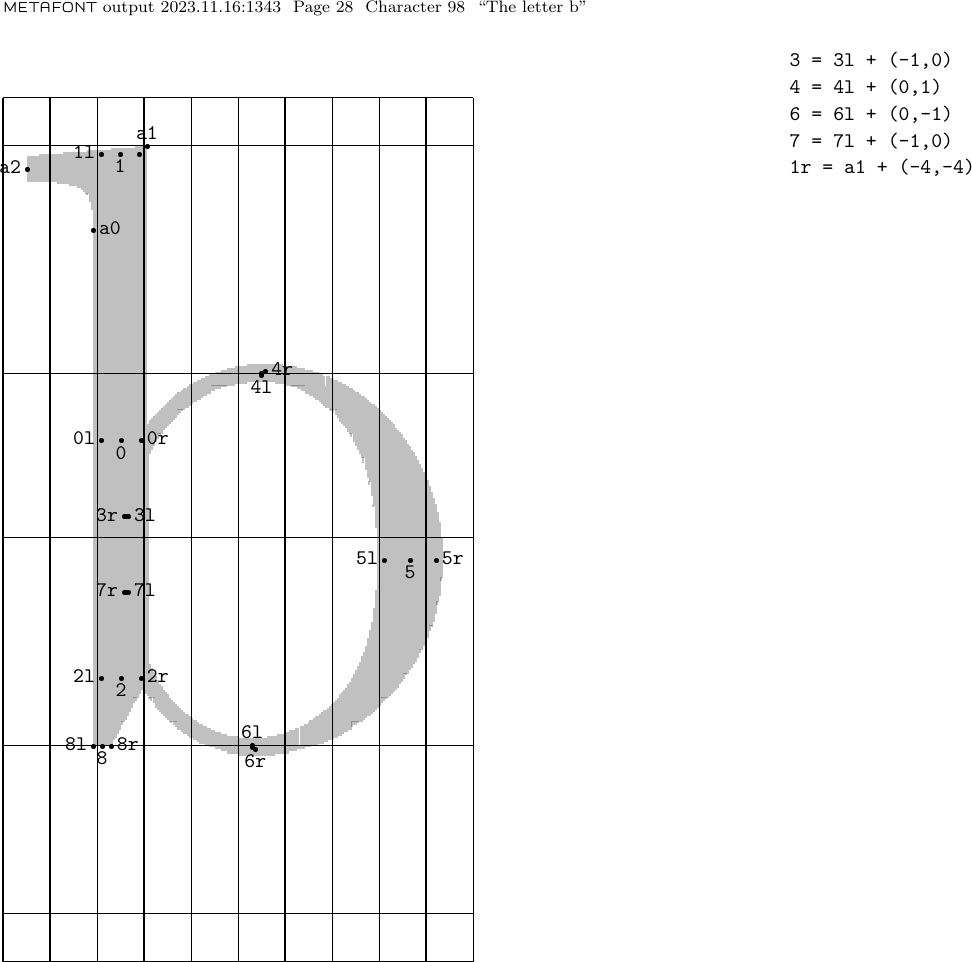 METAFONT output 2023.11.16:1343 Page 28 Character 98 “The letter b”
3 = 3l + (-1,0)
4 = 4l + (0,1)
6 = 6l + (0,-1)
7 = 7l + (-1,0)
1r = a1 + (-4,-4)
a1
1l
1
a2
a0
4r
4l
0l 0r
0
3r 3l
5l 5r
5
7r 7l
2l 2r
2
6l
8l 8r
8
6r